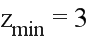 z_min = 3